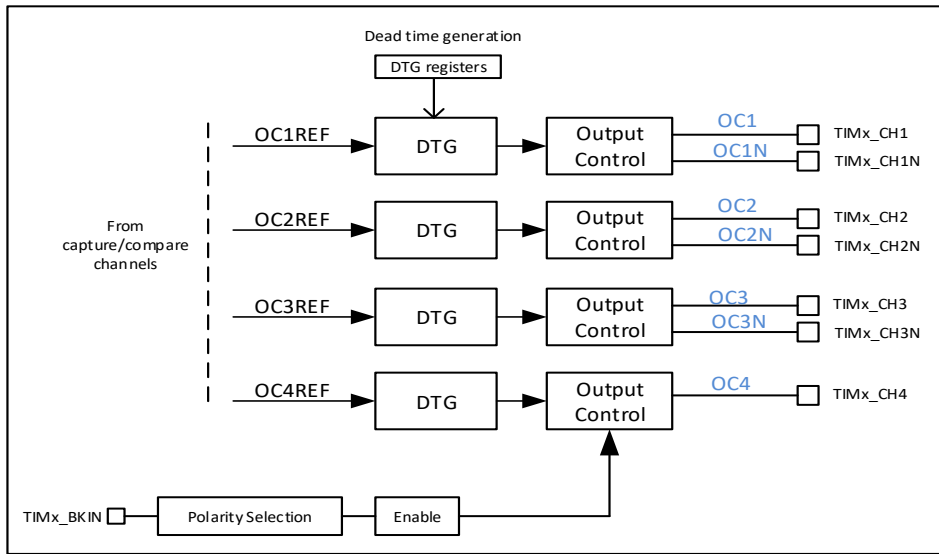 Dead time generation
DTG registers
OC1REF
DTG
Output
Control
OC1
OC1N
TIMx_CH1
TIMx_CH1N
From
capture/compare
channels
OC2REF
DTG
Output
Control
OC2
OC2N
TIMx_CH2
TIMx_CH2N
OC3REF
DTG
Output
Control
OC3
OC3N
TIMx_CH3
TIMx_CH3N
OC4REF
DTG
Output
Control
OC4
TIMx_CH4
TIMx_BKIN
Polarity Selection
Enable